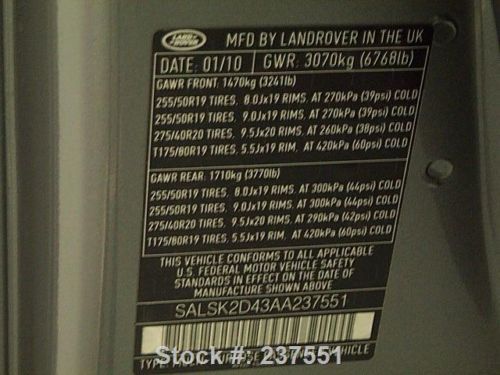 LAND ROVER
MFD BY LANDROVER IN THE UK
DATE: 01/10 GWR: 3070kg (6768lb)
GAWR FRONT: 1470kg (3241lb)
255/50R19 TIRES, 8.0Jx19 RIMS, AT 270kPa (39psi) COLD
255/50R19 TIRES, 9.0Jx19 RIMS, AT 270kPa (39psi) COLD
275/40R20 TIRES, 9.5Jx20 RIMS, AT 260kPa (38psi) COLD
T175/80R19 TIRES, 5.5Jx19 RIM, AT 420kPa (60psi) COLD
GAWR REAR: 1710kg (3770lb)
255/50R19 TIRES, 8.0Jx19 RIMS, AT 300kPa (44psi) COLD
255/50R19 TIRES, 9.0Jx19 RIMS, AT 300kPa (44psi) COLD
275/40R20 TIRES, 9.5Jx20 RIMS, AT 290kPa (42psi) COLD
T175/80R19 TIRES, 5.5Jx19 RIM, AT 420kPa (60psi) COLD
THIS VEHICLE CONFORMS TO ALL APPLICABLE
U.S. FEDERAL MOTOR VEHICLE SAFETY
STANDARDS IN EFFECT ON THE DATE OF
MANUFACTURE SHOWN ABOVE
SALSK2D43AA237551
Stock #: 237551
TYPE: MULTI PURPOSE VEHICLE